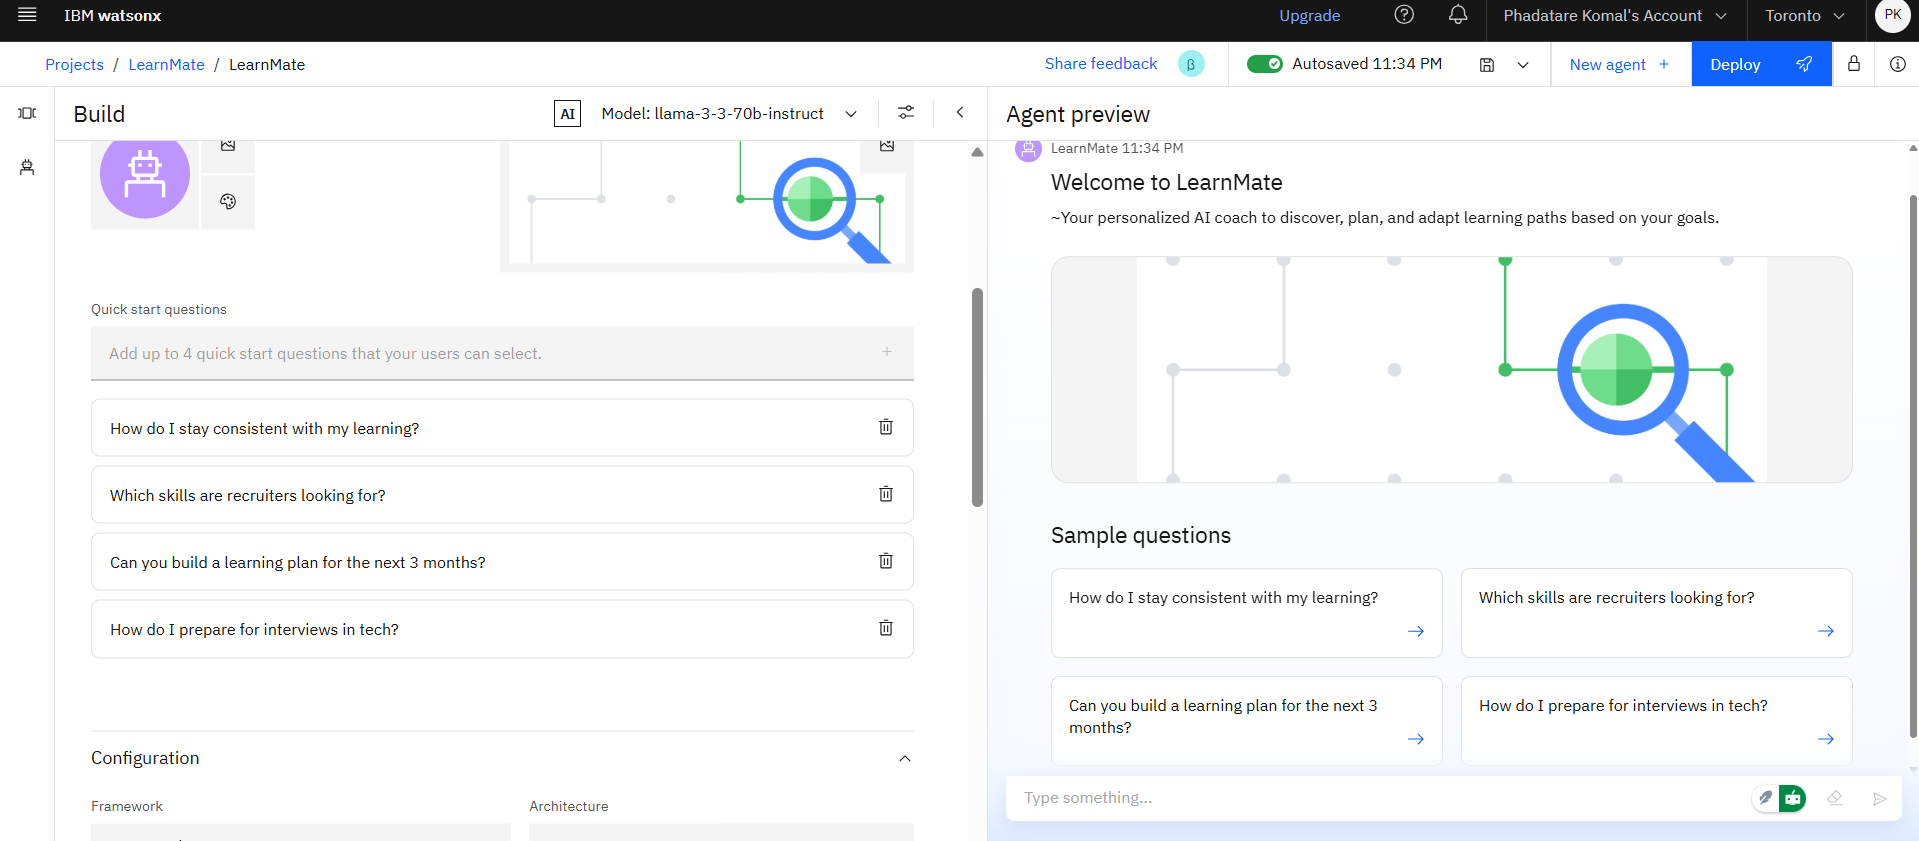 IBM watsonx
Upgrade
Phadatare Komal's Account
Toronto
PK
Projects / LearnMate / LearnMate
Share feedback
β
Autosaved 11:34 PM
New agent +
Deploy
Build
AI
Model: llama-3-3-70b-instruct
Quick start questions
Add up to 4 quick start questions that your users can select.
How do I stay consistent with my learning?
Which skills are recruiters looking for?
Can you build a learning plan for the next 3 months?
How do I prepare for interviews in tech?
Configuration
Framework
Architecture
Agent preview
LearnMate 11:34 PM
Welcome to LearnMate
~Your personalized AI coach to discover, plan, and adapt learning paths based on your goals.
Sample questions
How do I stay consistent with my learning?
Which skills are recruiters looking for?
Can you build a learning plan for the next 3
months?
How do I prepare for interviews in tech?
Type something...